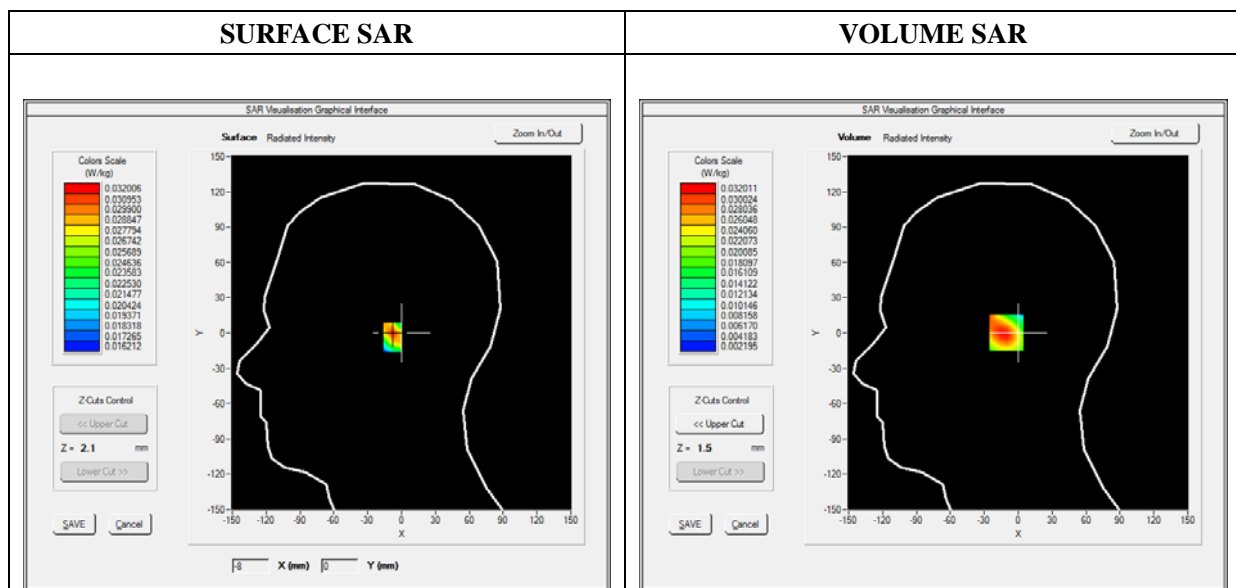 SURFACE SAR
VOLUME SAR
SAR Visualisation Graphical Interface
Surface Radiated Intensity
Zoom In/Out
Colors Scale
(W/kg)
0.032006
0.030953
0.029900
0.028847
0.027794
0.026742
0.025689
0.024636
0.023583
0.022530
0.021477
0.020424
0.019371
0.018318
0.017265
0.016212
150
120
90
60
30
0
-30
-60
-90
-120
-150
Y
-150 -120 -90 -60 -30 0 30 60 90 120 150
X
Z-Cuts Control
<< Upper Cut
Z = 2.1 mm
Lower Cut >>
SAVE Cancel
-8 X (mm) 0 Y (mm)
SAR Visualisation Graphical Interface
Volume Radiated Intensity
Zoom In/Out
Colors Scale
(W/kg)
0.032011
0.030024
0.028036
0.026048
0.024060
0.022073
0.020085
0.018097
0.016109
0.014122
0.012134
0.010146
0.008158
0.006170
0.004183
0.002195
150
120
90
60
30
0
-30
-60
-90
-120
-150
Y
-150 -120 -90 -60 -30 0 30 60 90 120 150
X
Z-Cuts Control
<< Upper Cut
Z = 1.5 mm
Lower Cut >>
SAVE Cancel